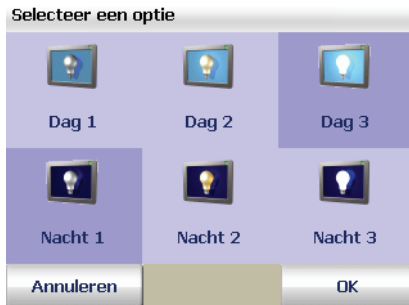 Selecteer een optie
Dag 1
Dag 2
Dag 3
Nacht 1
Nacht 2
Nacht 3
Annuleren
OK